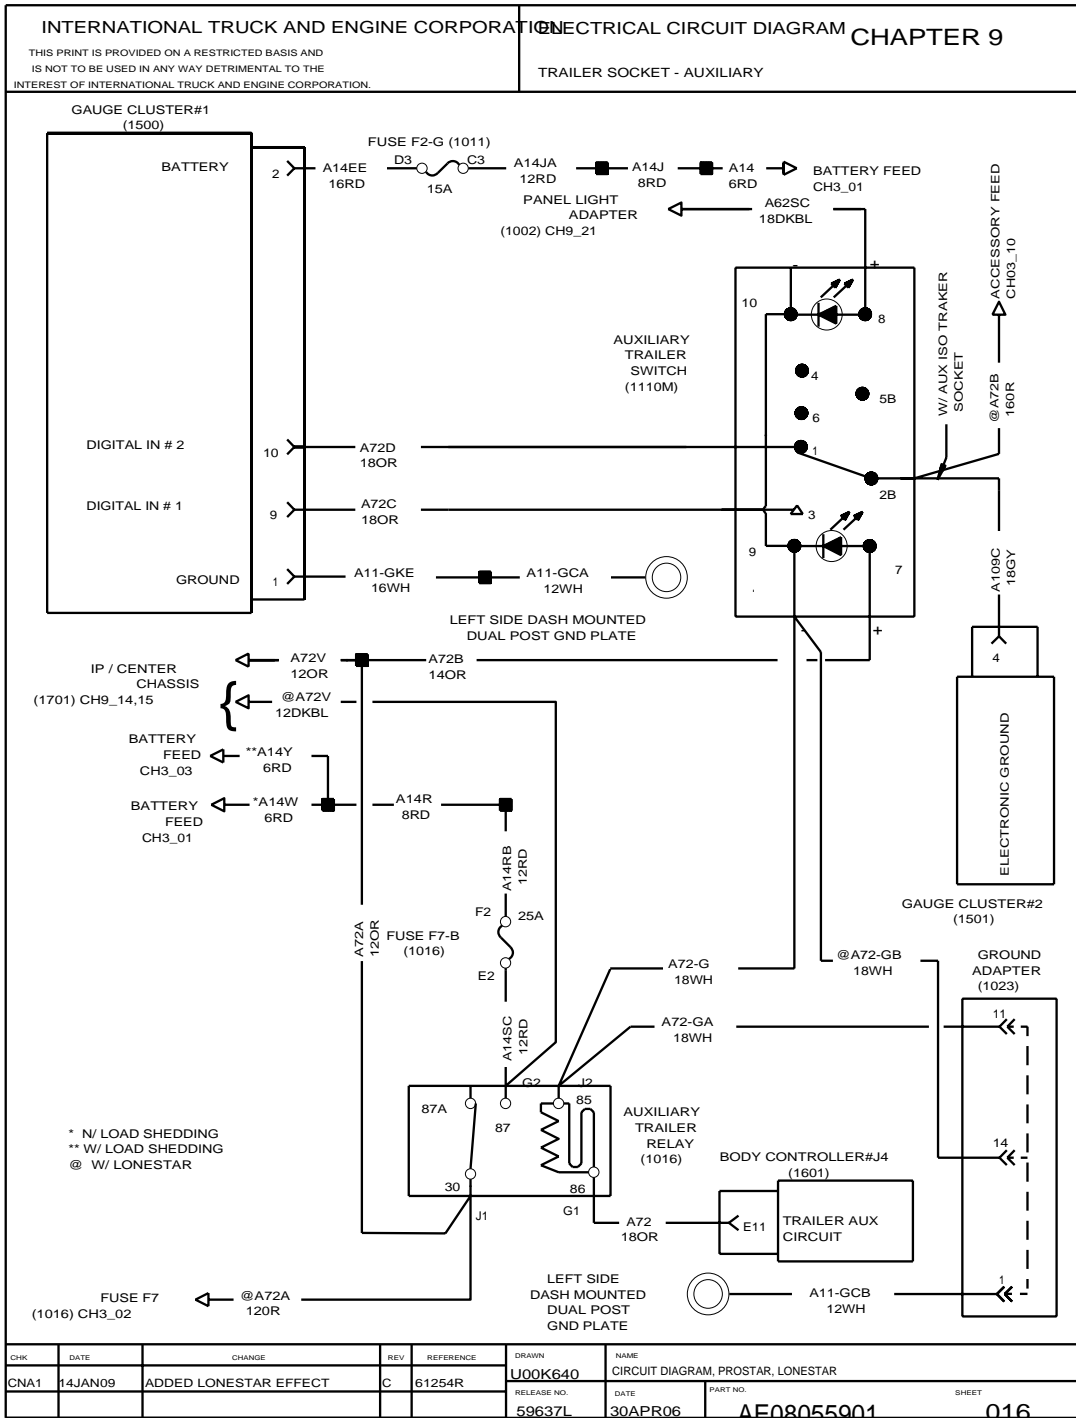 INTERNATIONAL TRUCK AND ENGINE CORPORATION
THIS PRINT IS PROVIDED ON A RESTRICTED BASIS AND
IS NOT TO BE USED IN ANY WAY DETRIMENTAL TO THE
INTEREST OF INTERNATIONAL TRUCK AND ENGINE CORPORATION.
ELECTRICAL CIRCUIT DIAGRAM
CHAPTER 9
TRAILER SOCKET - AUXILIARY
GAUGE CLUSTER#1
(1500)
BATTERY
2
A14EE
16RD
FUSE F2-G (1011)
D3
C3
15A
A14JA
12RD
A14J
8RD
A14
6RD
BATTERY FEED
CH3_01
PANEL LIGHT
ADAPTER
(1002) CH9_21
A62SC
18DKBL
ACCESSORY FEED
CH03_10
@A72B
160R
W/ AUX ISO TRAKER
SOCKET
AUXILIARY
TRAILER
SWITCH
(1110M)
-
+
10
8
4
5B
6
1
2B
3
9
7
-
+
DIGITAL IN # 2
10
A72D
18OR
DIGITAL IN # 1
9
A72C
18OR
GROUND
1
A11-GKE
16WH
A11-GCA
12WH
LEFT SIDE DASH MOUNTED
DUAL POST GND PLATE
A109C
18GY
4
ELECTRONIC GROUND
GAUGE CLUSTER#2
(1501)
IP / CENTER
CHASSIS
(1701) CH9_14,15
A72V
12OR
A72B
14OR
@A72V
12DKBL
BATTERY
FEED
CH3_03
**A14Y
6RD
BATTERY
FEED
CH3_01
*A14W
6RD
A14R
8RD
A14RB
12RD
A72A
12OR
FUSE F7-B
(1016)
F2
25A
E2
A14SC
12RD
A72-G
18WH
A72-GA
18WH
@A72-GB
18WH
GROUND
ADAPTER
(1023)
11
14
1
G2
J2
87A
87
85
30
86
J1
G1
AUXILIARY
TRAILER
RELAY
(1016)
* N/ LOAD SHEDDING
** W/ LOAD SHEDDING
@ W/ LONESTAR
BODY CONTROLLER#J4
(1601)
A72
18OR
E11
TRAILER AUX
CIRCUIT
FUSE F7
(1016) CH3_02
@A72A
120R
LEFT SIDE
DASH MOUNTED
DUAL POST
GND PLATE
A11-GCB
12WH
CHK
DATE
CHANGE
REV
REFERENCE
CNA1
14JAN09
ADDED LONESTAR EFFECT
C
61254R
DRAWN
U00K640
NAME
CIRCUIT DIAGRAM, PROSTAR, LONESTAR
RELEASE NO.
59637L
DATE
30APR06
PART NO.
AE08055901
SHEET
016